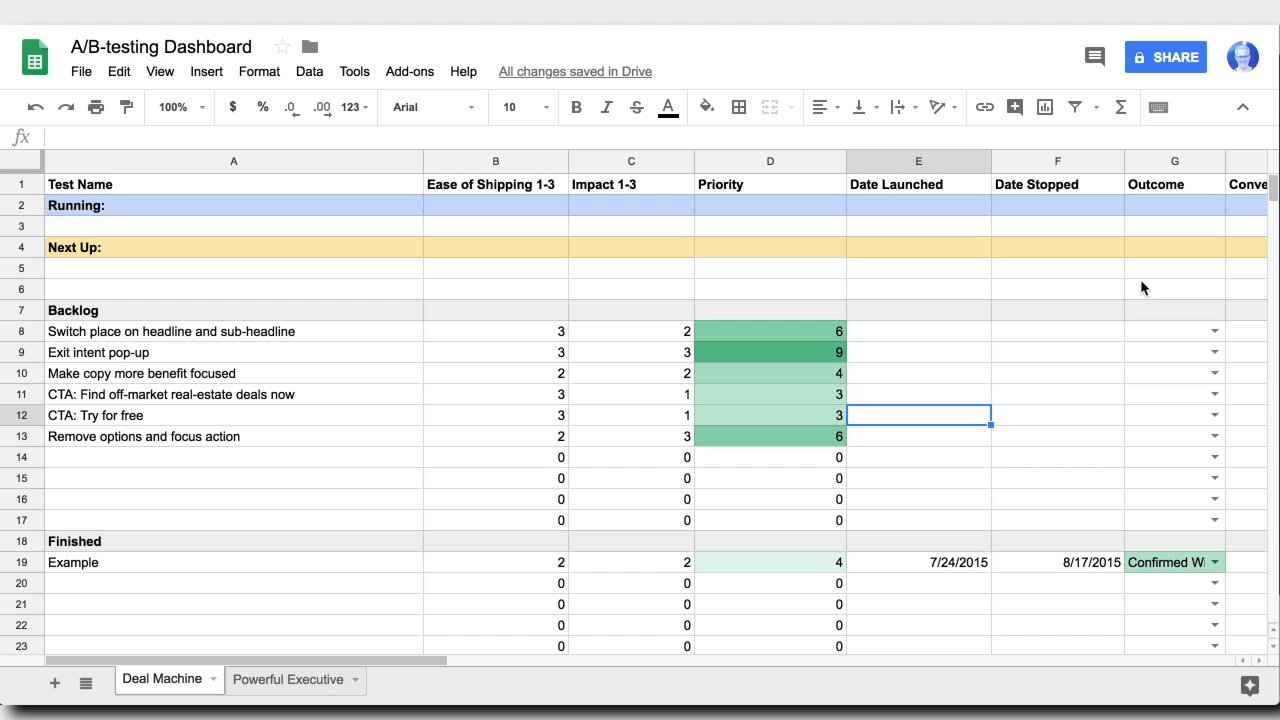 A/B-testing Dashboard
File Edit View Insert Format Data Tools Add-ons Help All changes saved in Drive
SHARE
100% $ % .0 .00 123 Arial 10 B I S A Σ
fx
A B C D E F G
1 Test Name Ease of Shipping 1-3 Impact 1-3 Priority Date Launched Date Stopped Outcome Conve
2 Running:
3
4 Next Up:
5
6
7 Backlog
8 Switch place on headline and sub-headline 3 2 6
9 Exit intent pop-up 3 3 9
10 Make copy more benefit focused 2 2 4
11 CTA: Find off-market real-estate deals now 3 1 3
12 CTA: Try for free 3 1 3
13 Remove options and focus action 2 3 6
14 0 0 0
15 0 0 0
16 0 0 0
17 0 0 0
18 Finished
19 Example 2 2 4 7/24/2015 8/17/2015 Confirmed Wi
20 0 0 0
21 0 0 0
22 0 0 0
23 0 0 0
Deal Machine Powerful Executive